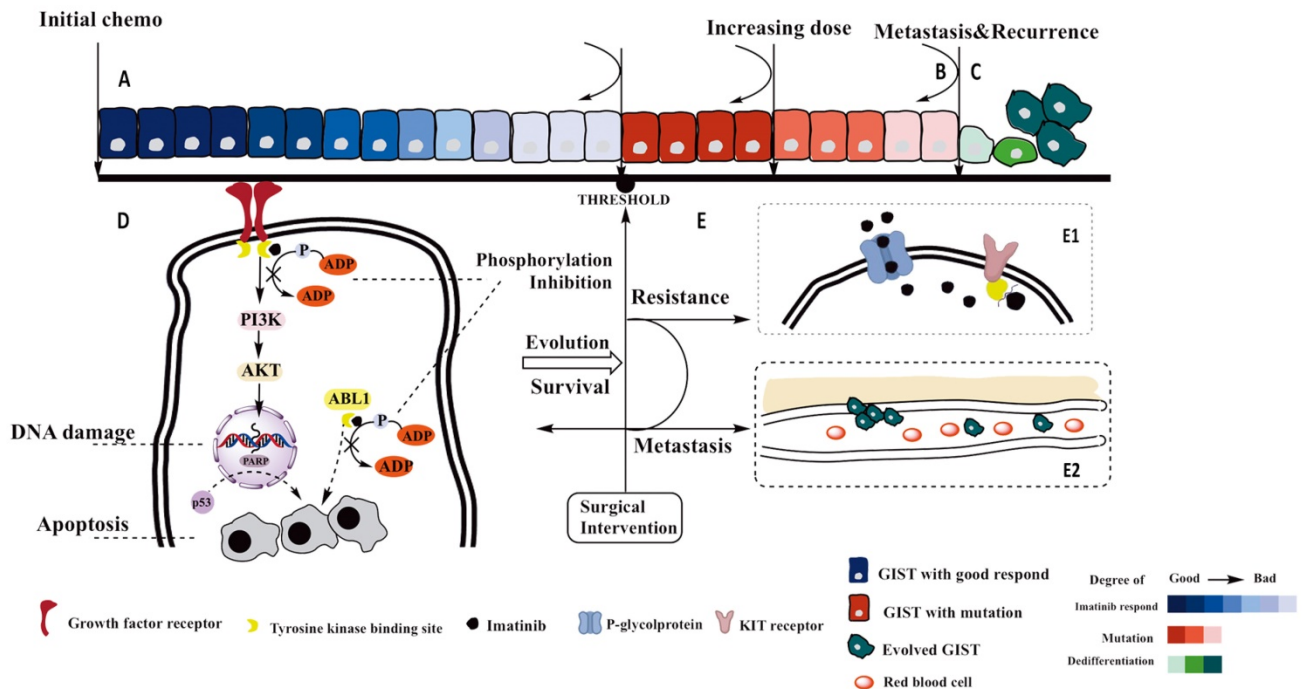 Initial chemo
Increasing dose
Metastasis&Recurrence
A
B
C
THRESHOLD
D
E
E1
P
ADP
ADP
Phosphorylation
Inhibition
PI3K
Resistance
AKT
Evolution
Survival
ABL1
P
ADP
ADP
DNA damage
PARP
Metastasis
E2
p53
Apoptosis
Surgical
Intervention
GIST with good respond
GIST with mutation
Evolved GIST
Red blood cell
Degree of
Good
Bad
Imatinib respond
Mutation
Dedifferentiation
Growth factor receptor
Tyrosine kinase binding site
Imatinib
P-glycolprotein
KIT receptor